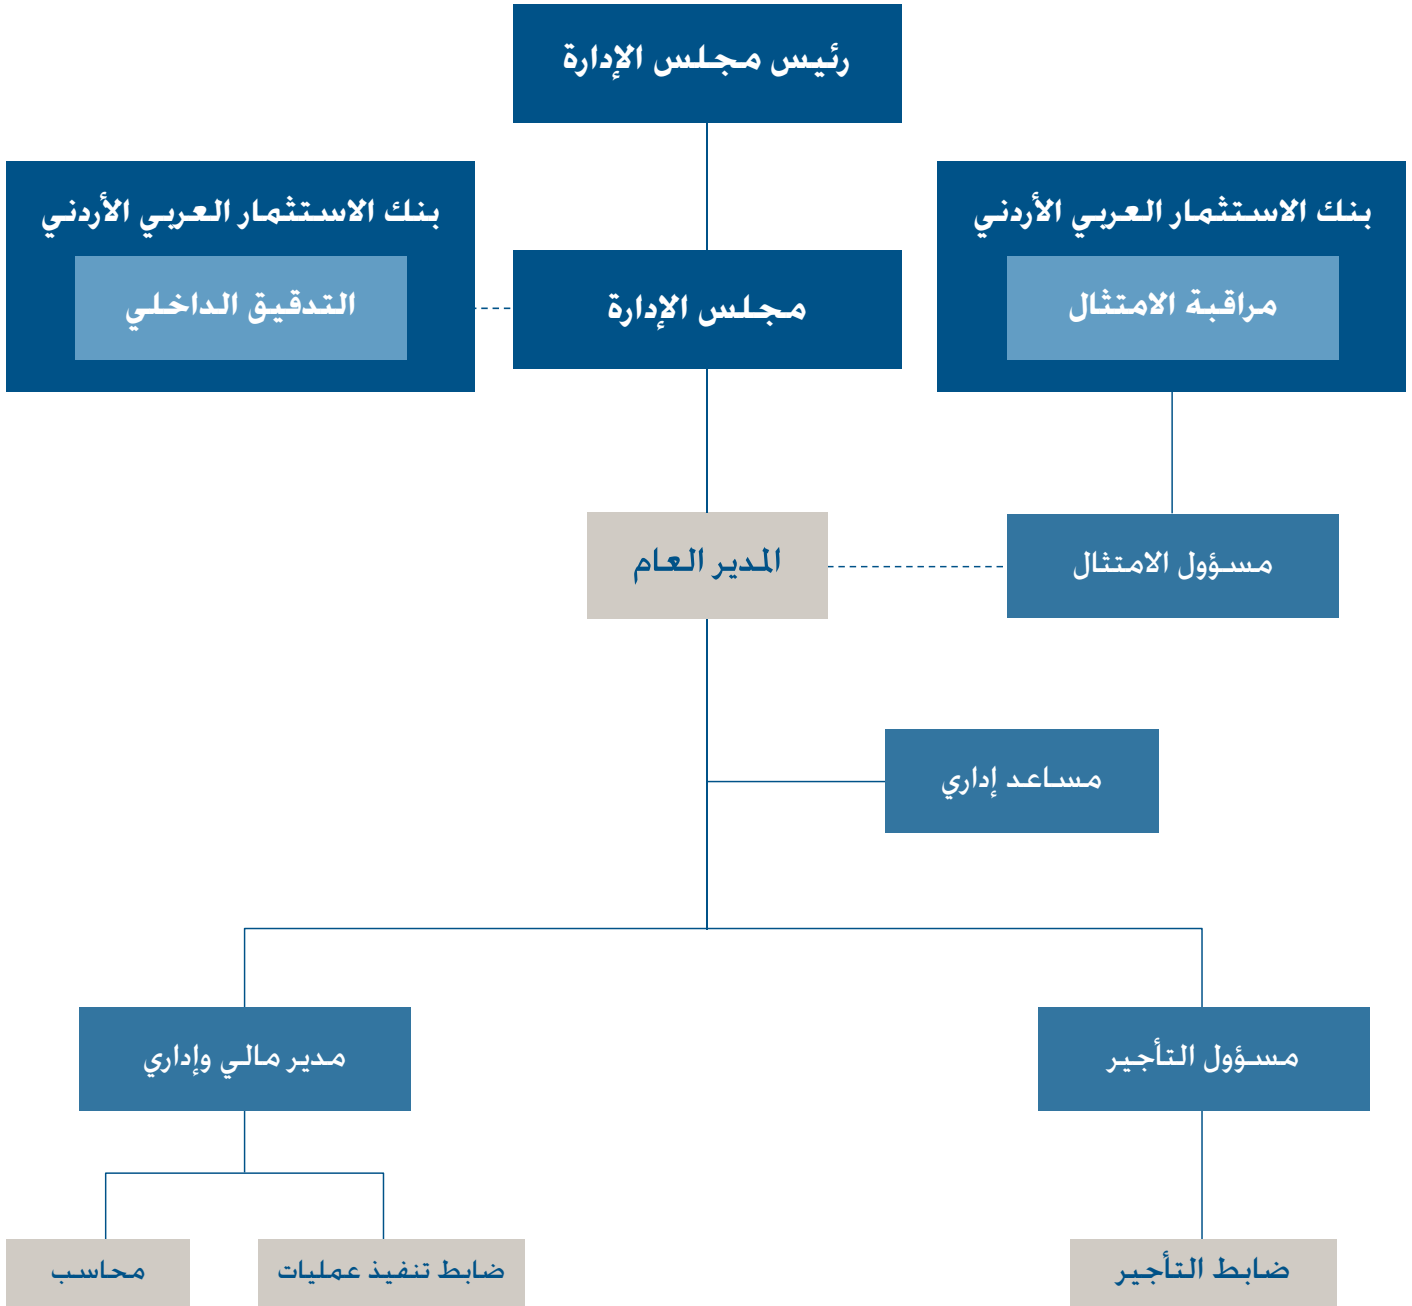 رئيس مجلس الإدارة
بنك الاستثمار العربي الأردني
مراقبة الامتثال
مجلس الإدارة
بنك الاستثمار العربي الأردني
التدقيق الداخلي
مسؤول الامتثال
المدير العام
مساعد إداري
مسؤول التأجير
مدير مالي وإداري
ضابط التأجير
ضابط تنفيذ عمليات
محاسب